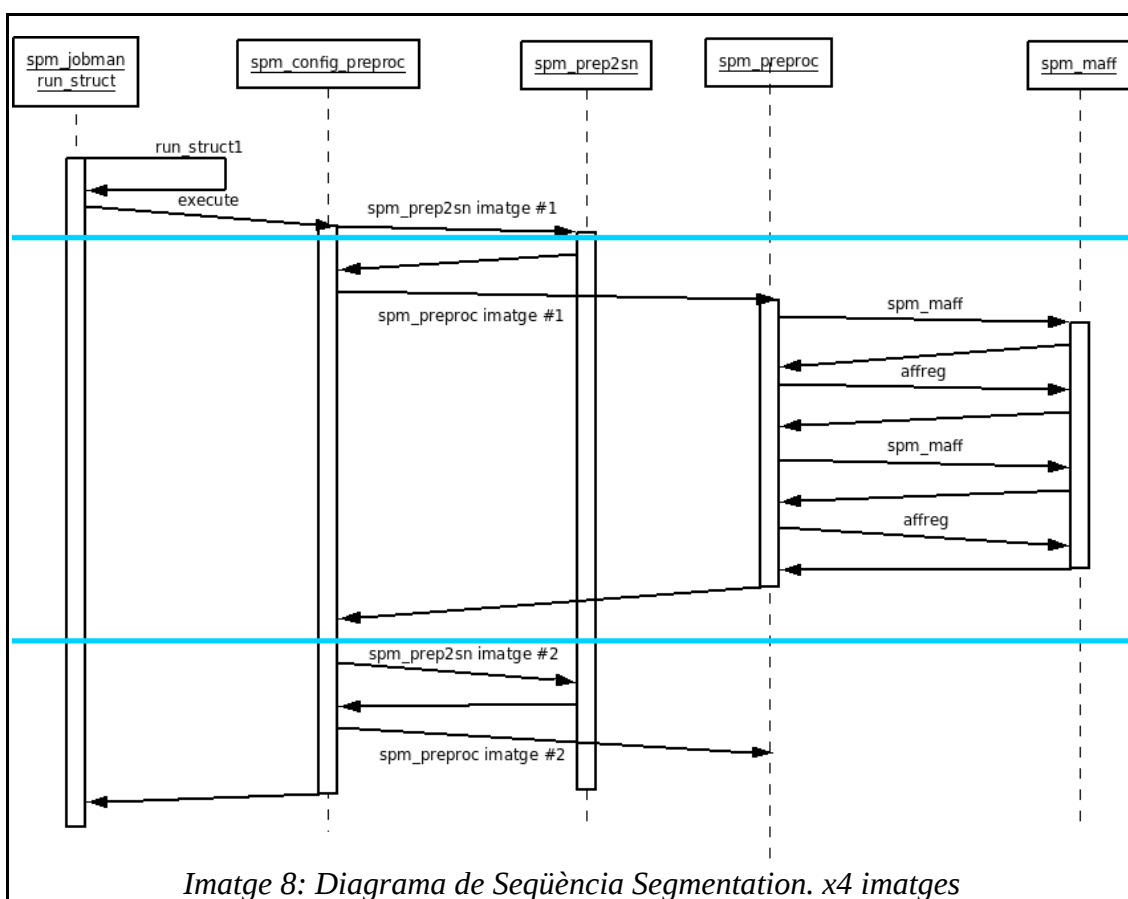 spm_jobman
run_struct
spm_config_preproc
spm_prep2sn
spm_preproc
spm_maff
run_struct1
execute
spm_prep2sn imatge #1
spm_preproc imatge #1
spm_maff
affreg
spm_maff
affreg
spm_prep2sn imatge #2
spm_preproc imatge #2
Imatge 8: Diagrama de Seqüència Segmentation. x4 imatges